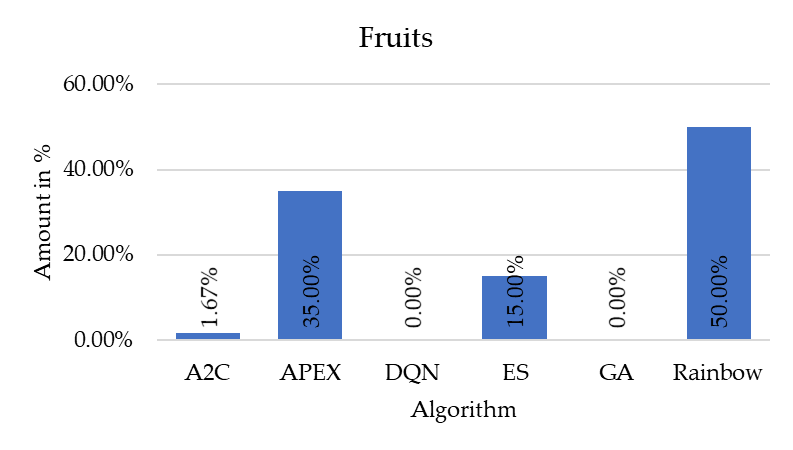 Fruits
60.00%
40.00%
20.00%
0.00%
Amount in %
1.67%
35.00%
0.00%
15.00%
0.00%
50.00%
A2C APEX DQN ES GA Rainbow
Algorithm